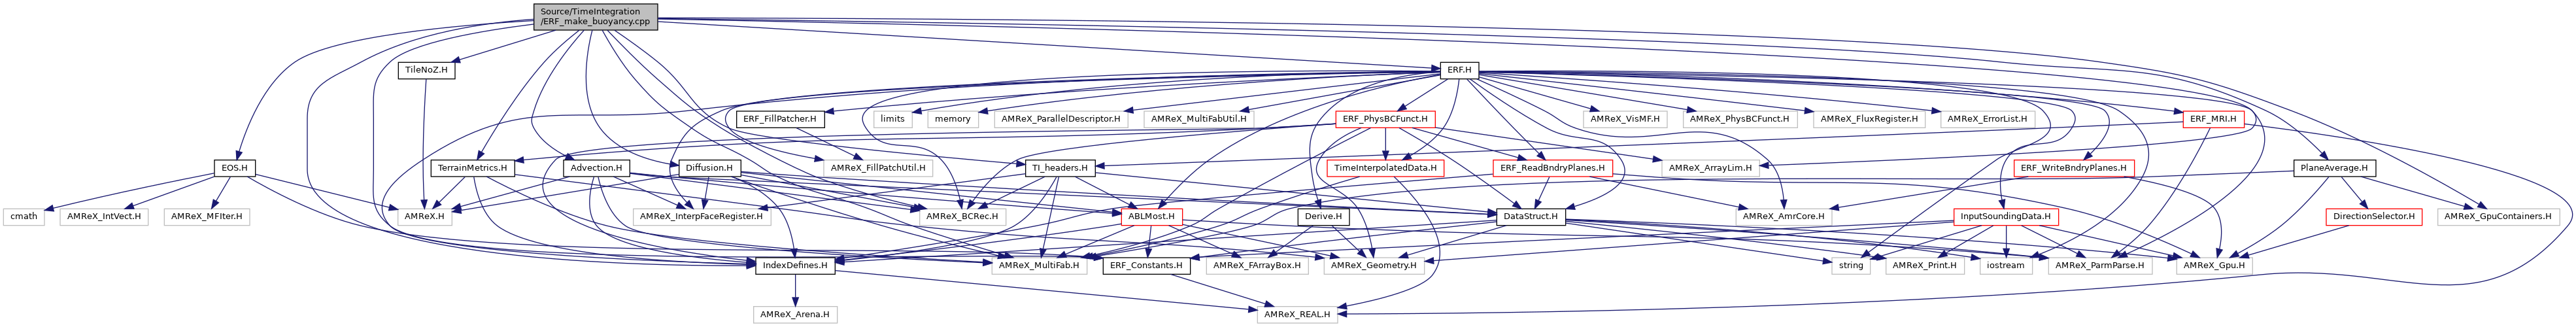 Source/TimeIntegration
/ERF_make_buoyancy.cpp
TileNoZ.H
ERF.H
ERF_FillPatcher.H
limits
memory
AMReX_ParallelDescriptor.H
AMReX_MultiFabUtil.H
ERF_PhysBCFunct.H
AMReX_VisMF.H
AMReX_PhysBCFunct.H
AMReX_FluxRegister.H
AMReX_ErrorList.H
ERF_MRI.H
EOS.H
TerrainMetrics.H
Advection.H
Diffusion.H
AMReX_FillPatchUtil.H
TI_headers.H
TimeInterpolatedData.H
ERF_ReadBndryPlanes.H
AMReX_ArrayLim.H
ERF_WriteBndryPlanes.H
PlaneAverage.H
cmath
AMReX_IntVect.H
AMReX_MFIter.H
AMReX.H
AMReX_InterpFaceRegister.H
AMReX_BCRec.H
ABLMost.H
Derive.H
DataStruct.H
AMReX_AmrCore.H
InputSoundingData.H
DirectionSelector.H
AMReX_GpuContainers.H
IndexDefines.H
AMReX_MultiFab.H
ERF_Constants.H
AMReX_FArrayBox.H
AMReX_Geometry.H
string
AMReX_Print.H
iostream
AMReX_ParmParse.H
AMReX_Gpu.H
AMReX_Arena.H
AMReX_REAL.H